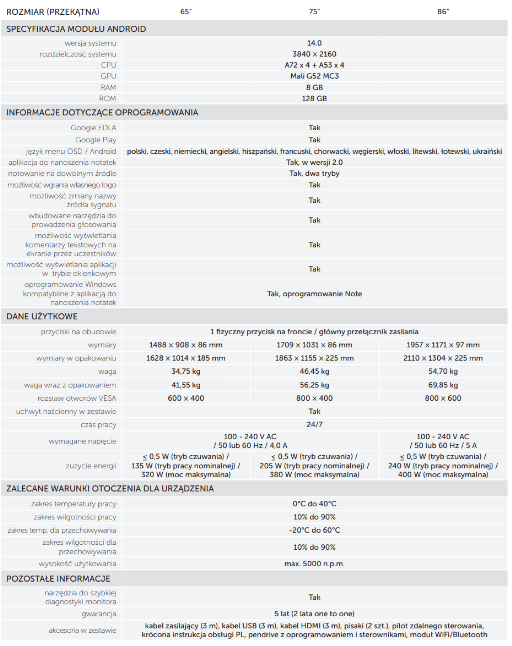 ROZMIAR (PRZEKĄTNA) 65" 75" 86"
SPECYFIKACJA MODUŁU ANDROID
wersja systemu 14.0
rozdzielczość systemu 3840 × 2160
CPU A72 x 4 + A53 x 4
GPU Mali G52 MC3
RAM 8 GB
ROM 128 GB
INFORMACJE DOTYCZĄCE OPROGRAMOWANIA
Google EDLA Tak
Google Play Tak
język menu OSD / Android polski, czeski, niemiecki, angielski, hiszpański, francuski, chorwacki, węgierski, włoski, litewski, łotewski, ukraiński
aplikacja do nanoszenia notatek Tak, w wersji 2.0
notowanie na dowolnym źródle Tak, dwa tryby
możliwość wgrania własnego logo Tak
możliwość zmiany nazwy
źródła sygnału Tak
wbudowane narzędzia do
prowadzenia głosowania Tak
możliwość wyświetlania
komentarzy tekstowych na Tak
ekranie przez uczestników
możliwość wyświetlania aplikacji
w trybie okienkowym Tak
oprogramowanie Windows
kompatybilne z aplikacją do Tak, oprogramowanie Note
nanoszenia notatek
DANE UŻYTKOWE
przyciski na obudowie 1 fizyczny przycisk na froncie / główny przełącznik zasilania
wymiary 1488 × 908 × 86 mm 1709 × 1031 × 86 mm 1957 × 1171 × 97 mm
wymiary w opakowaniu 1628 × 1014 × 185 mm 1863 × 1155 × 225 mm 2110 × 1304 × 225 mm
waga 34,75 kg 46,45 kg 54,70 kg
waga wraz z opakowaniem 41,55 kg 56,25 kg 69,85 kg
rozstaw otworów VESA 600 × 400 800 × 400 800 × 600
uchwyt naścienny w zestawie Tak
czas pracy 24/7
wymagane napięcie 100 - 240 V AC 100 - 240 V AC
/ 50 lub 60 Hz / 4,0 A / 50 lub 60 Hz / 5 A
zużycie energii ≤ 0,5 W (tryb czuwania) / ≤ 0,5 W (tryb czuwania) / ≤ 0,5 W (tryb czuwania) /
135 W (tryb pracy nominalnej) / 205 W (tryb pracy nominalnej) / 240 W (tryb pracy nominalnej) /
320 W (moc maksymalna) 380 W (moc maksymalna) 400 W (moc maksymalna)
ZALECANE WARUNKI OTOCZENIA DLA URZĄDZENIA
zakres temperatury pracy 0°C do 40°C
zakres wilgotności pracy 10% do 90%
zakres temp. dla przechowywania -20°C do 60°C
zakres wilgotności dla
przechowywania 10% do 90%
wysokość użytkowania max. 5000 n.p.m.
POZOSTAŁE INFORMACJE
narzędzia do szybkiej
diagnostyki monitora Tak
gwarancja 5 lat (2 lata one to one)
akcesoria w zestawie kabel zasilający (3 m), kabel USB (3 m), kabel HDMI (3 m), pisaki (2 szt.), pilot zdalnego sterowania,
krócona instrukcja obsługi PL, pendrive z oprogramowaniem i sterownikami, moduł WiFi/Bluetooth